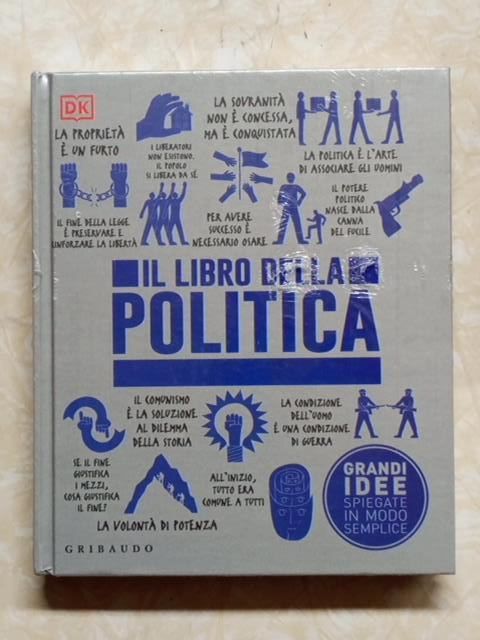 DK
LA PROPRIETÀ
È UN FURTO
I LIBERATORI
NON ESISTONO.
IL POPOLO
SI LIBERA DA SÉ
LA SOVRANITÀ
NON È CONCESSA,
MA È CONQUISTATA
LA POLITICA È L'ARTE
DI ASSOCIARE GLI UOMINI
IL FINE DELLA LEGGE
È PRESERVARE E
RINFORZARE LA LIBERTÀ
PER AVERE
SUCCESSO È
NECESSARIO OSARE
IL POTERE
POLITICO
NASCE DALLA
CANNA
DEL FUCILE
IL LIBRO DELLA
POLITICA
IL COMUNISMO
È LA SOLUZIONE
AL DILEMMA
DELLA STORIA
LA CONDIZIONE
DELL'UOMO
È UNA CONDIZIONE
DI GUERRA
SE IL FINE
GIUSTIFICA
I MEZZI,
COSA GIUSTIFICA
IL FINE?
ALL'INIZIO,
TUTTO ERA
COMUNE A TUTTI
LA VOLONTÀ DI POTENZA
GRANDI
IDEE
SPIEGATE
IN MODO
SEMPLICE
GRIBAUDO